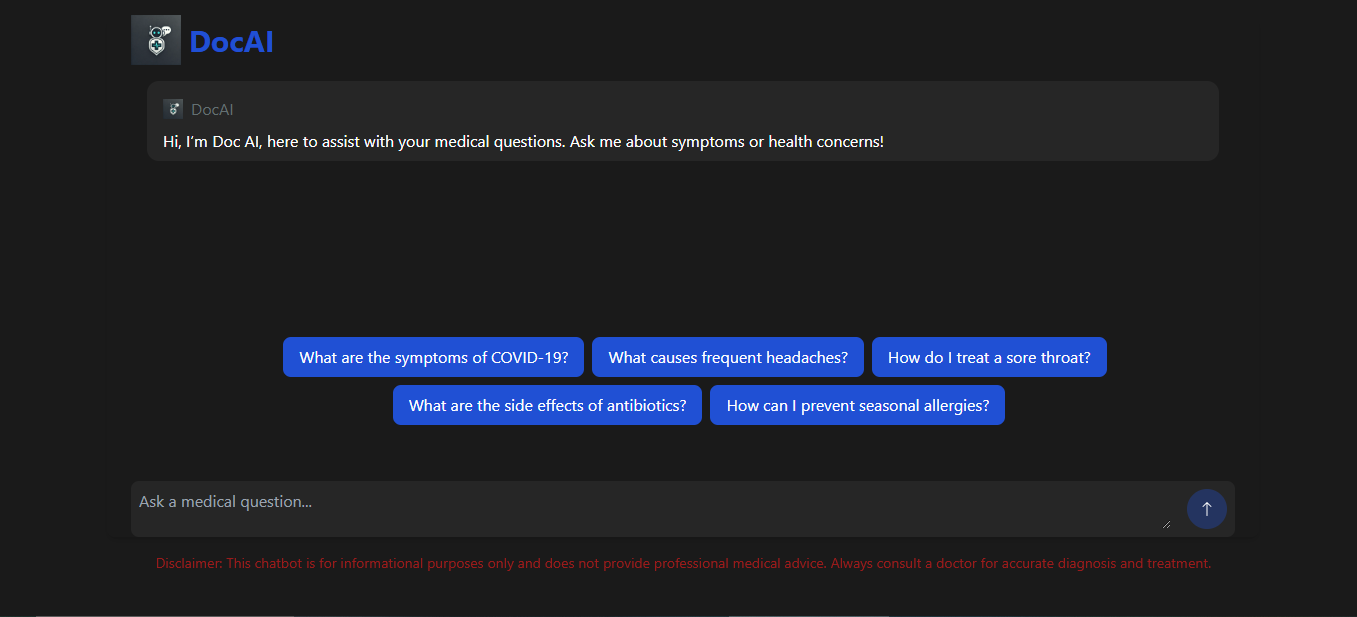 DocAI
DocAI
Hi, I’m Doc AI, here to assist with your medical questions. Ask me about symptoms or health concerns!
What are the symptoms of COVID-19? What causes frequent headaches? How do I treat a sore throat?
What are the side effects of antibiotics? How can I prevent seasonal allergies?
Ask a medical question...
Disclaimer: This chatbot is for informational purposes only and does not provide professional medical advice. Always consult a doctor for accurate diagnosis and treatment.